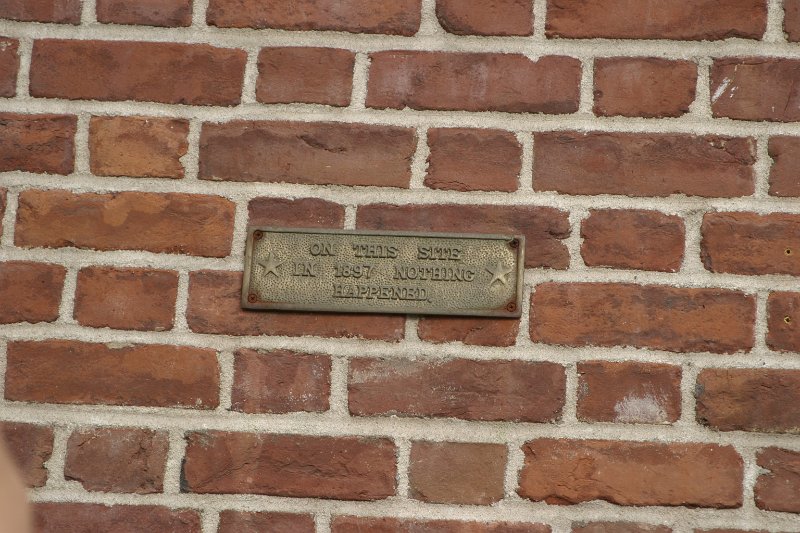 ON THIS SITE
IN 1897 NOTHING
HAPPENED.